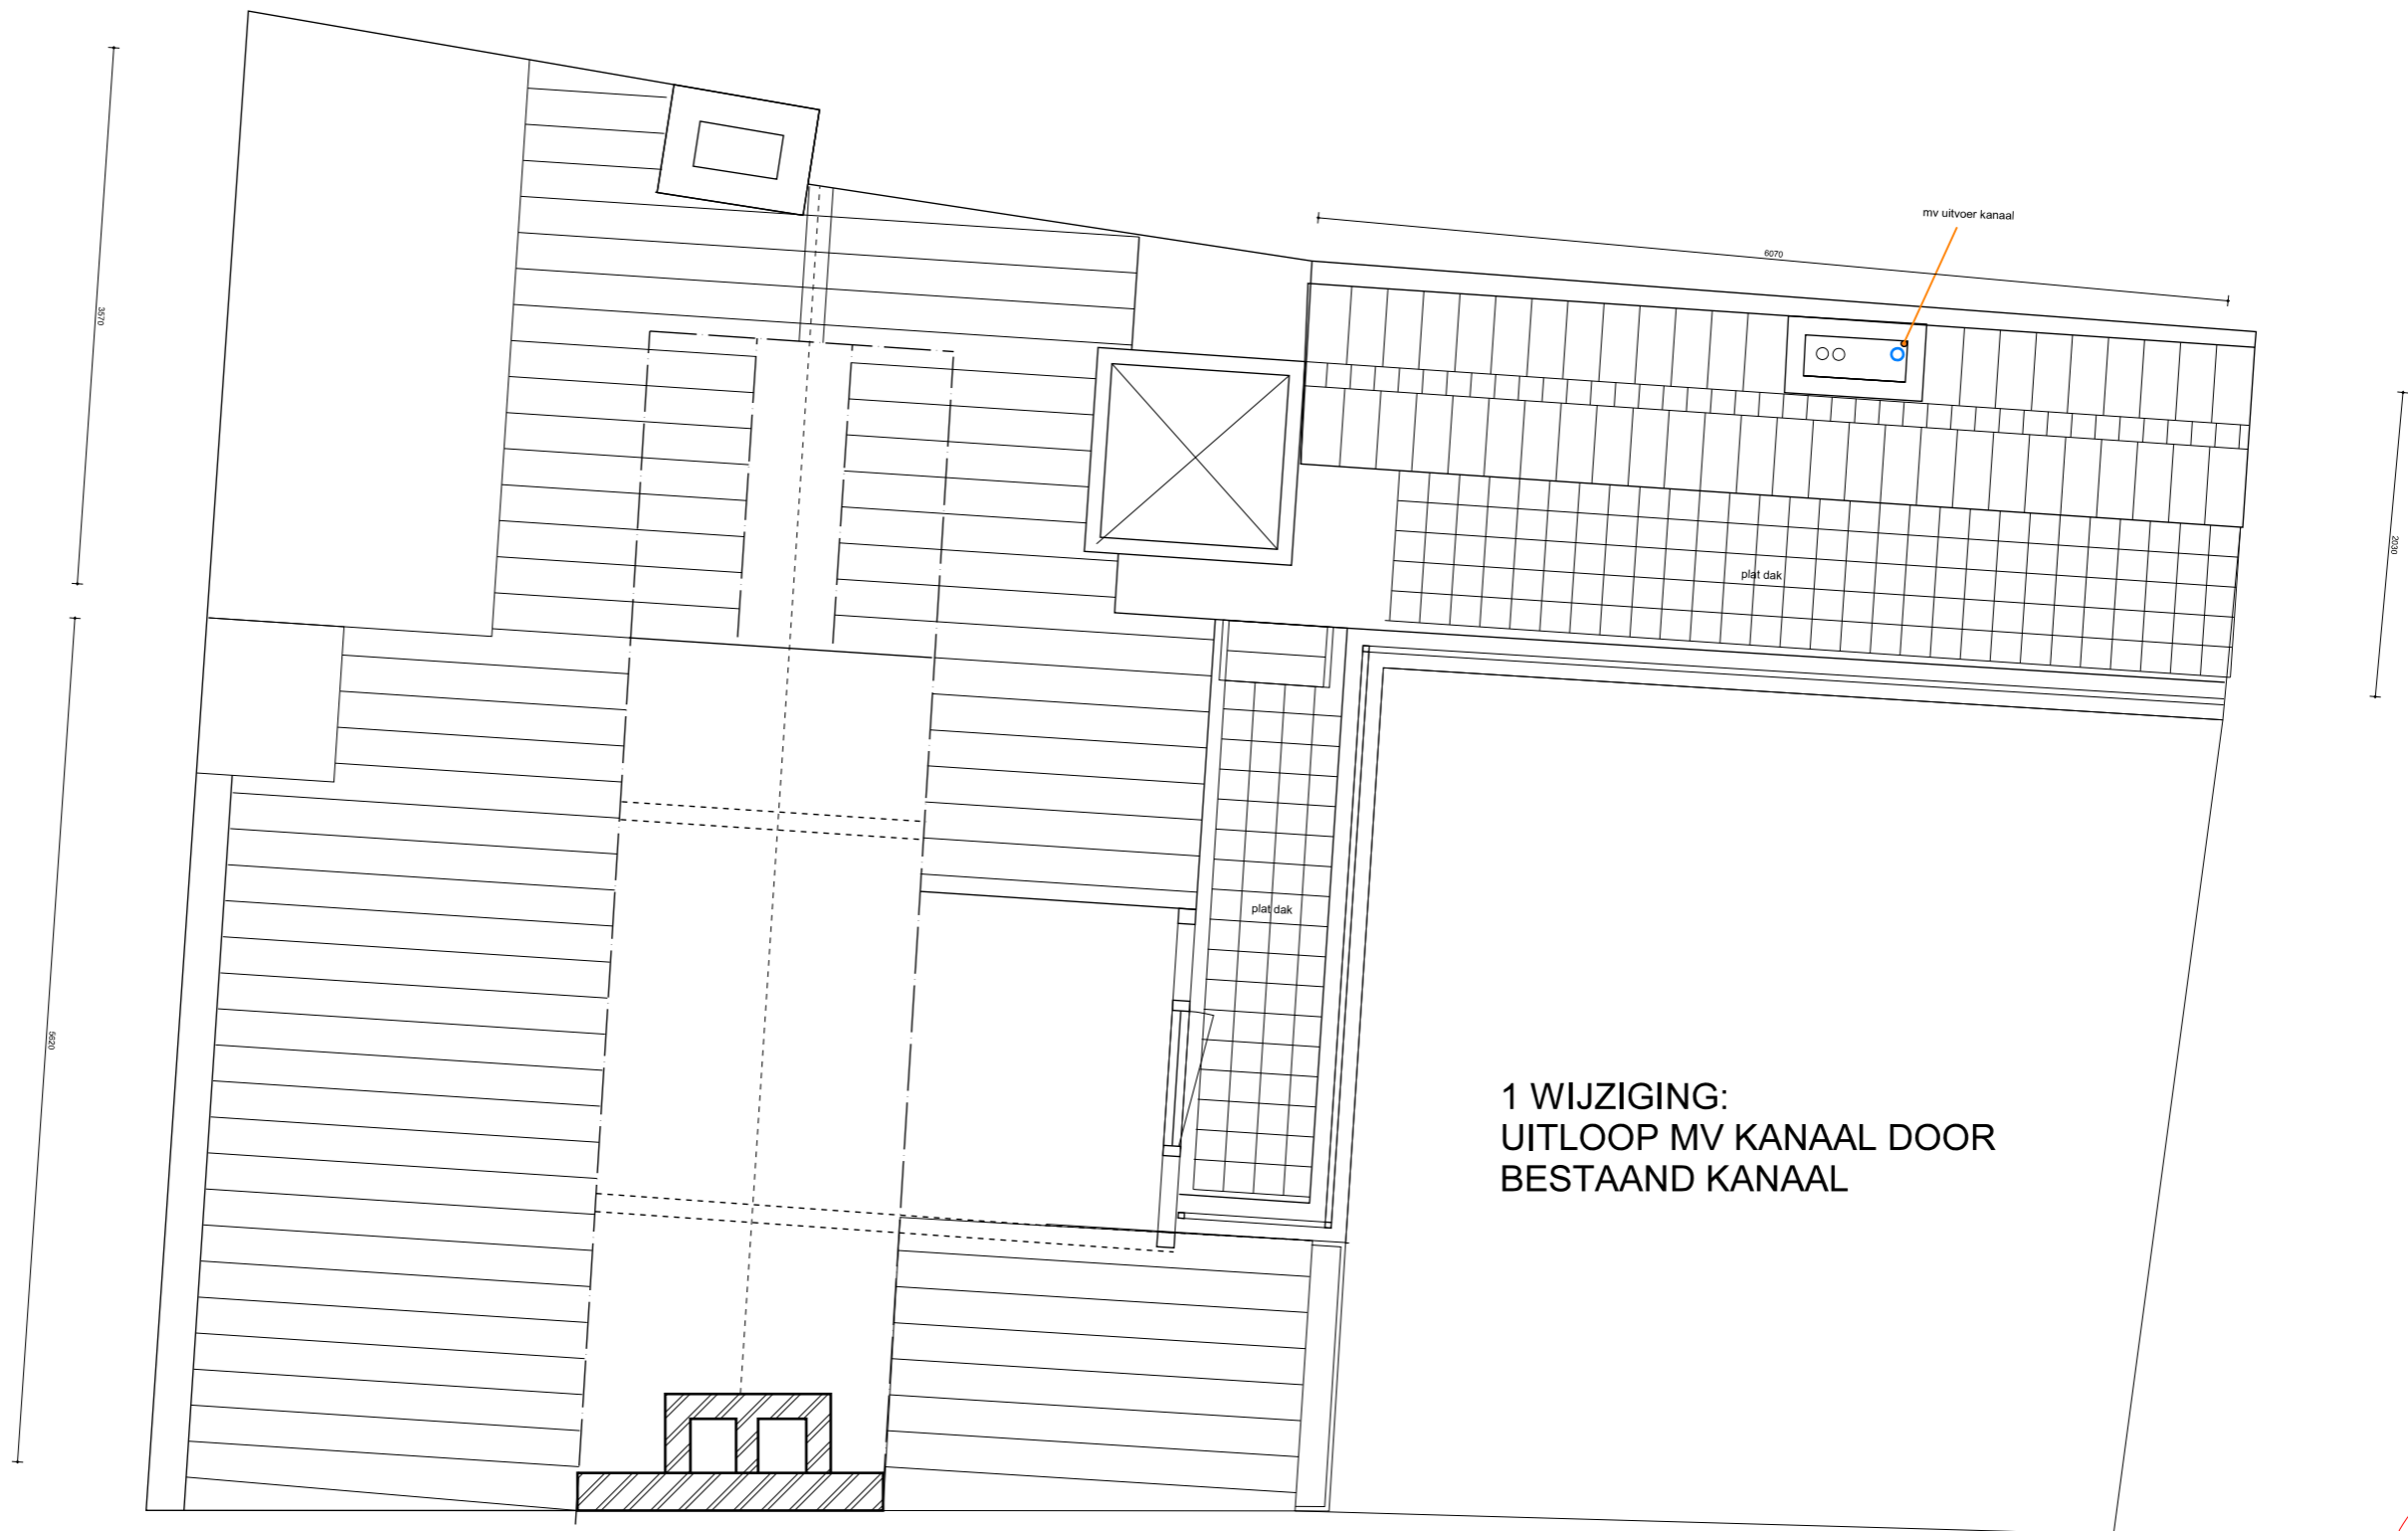 mv uitvoer kanaal
6070
3570
2030
plat dak
plat dak
5620
1 WIJZIGING:
UITLOOP MV KANAAL DOOR
BESTAAND KANAAL